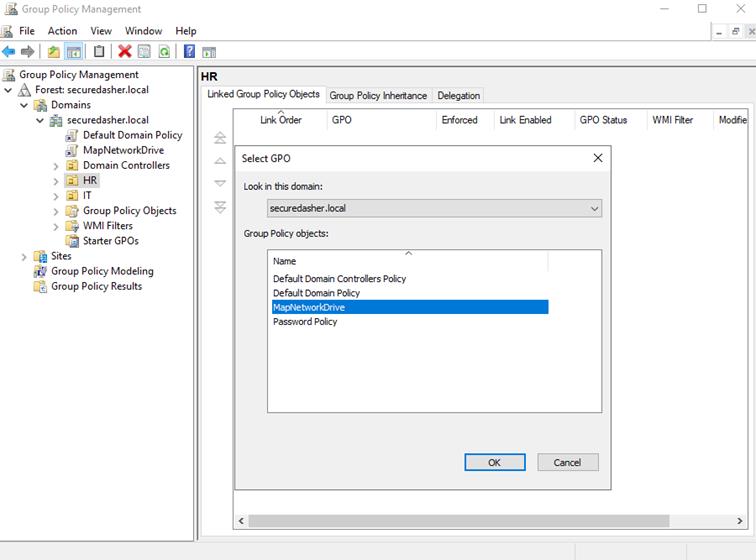 Group Policy Management
File Action View Window Help
Group Policy Management
Forest: securedasher.local
Domains
securedasher.local
Default Domain Policy
MapNetworkDrive
Domain Controllers
HR
IT
Group Policy Objects
WMI Filters
Starter GPOs
Sites
Group Policy Modeling
Group Policy Results
HR
Linked Group Policy Objects Group Policy Inheritance Delegation
Link Order GPO Enforced Link Enabled GPO Status WMI Filter Modifie
Select GPO
Look in this domain:
securedasher.local
Group Policy objects:
Name
Default Domain Controllers Policy
Default Domain Policy
MapNetworkDrive
Password Policy
OK Cancel